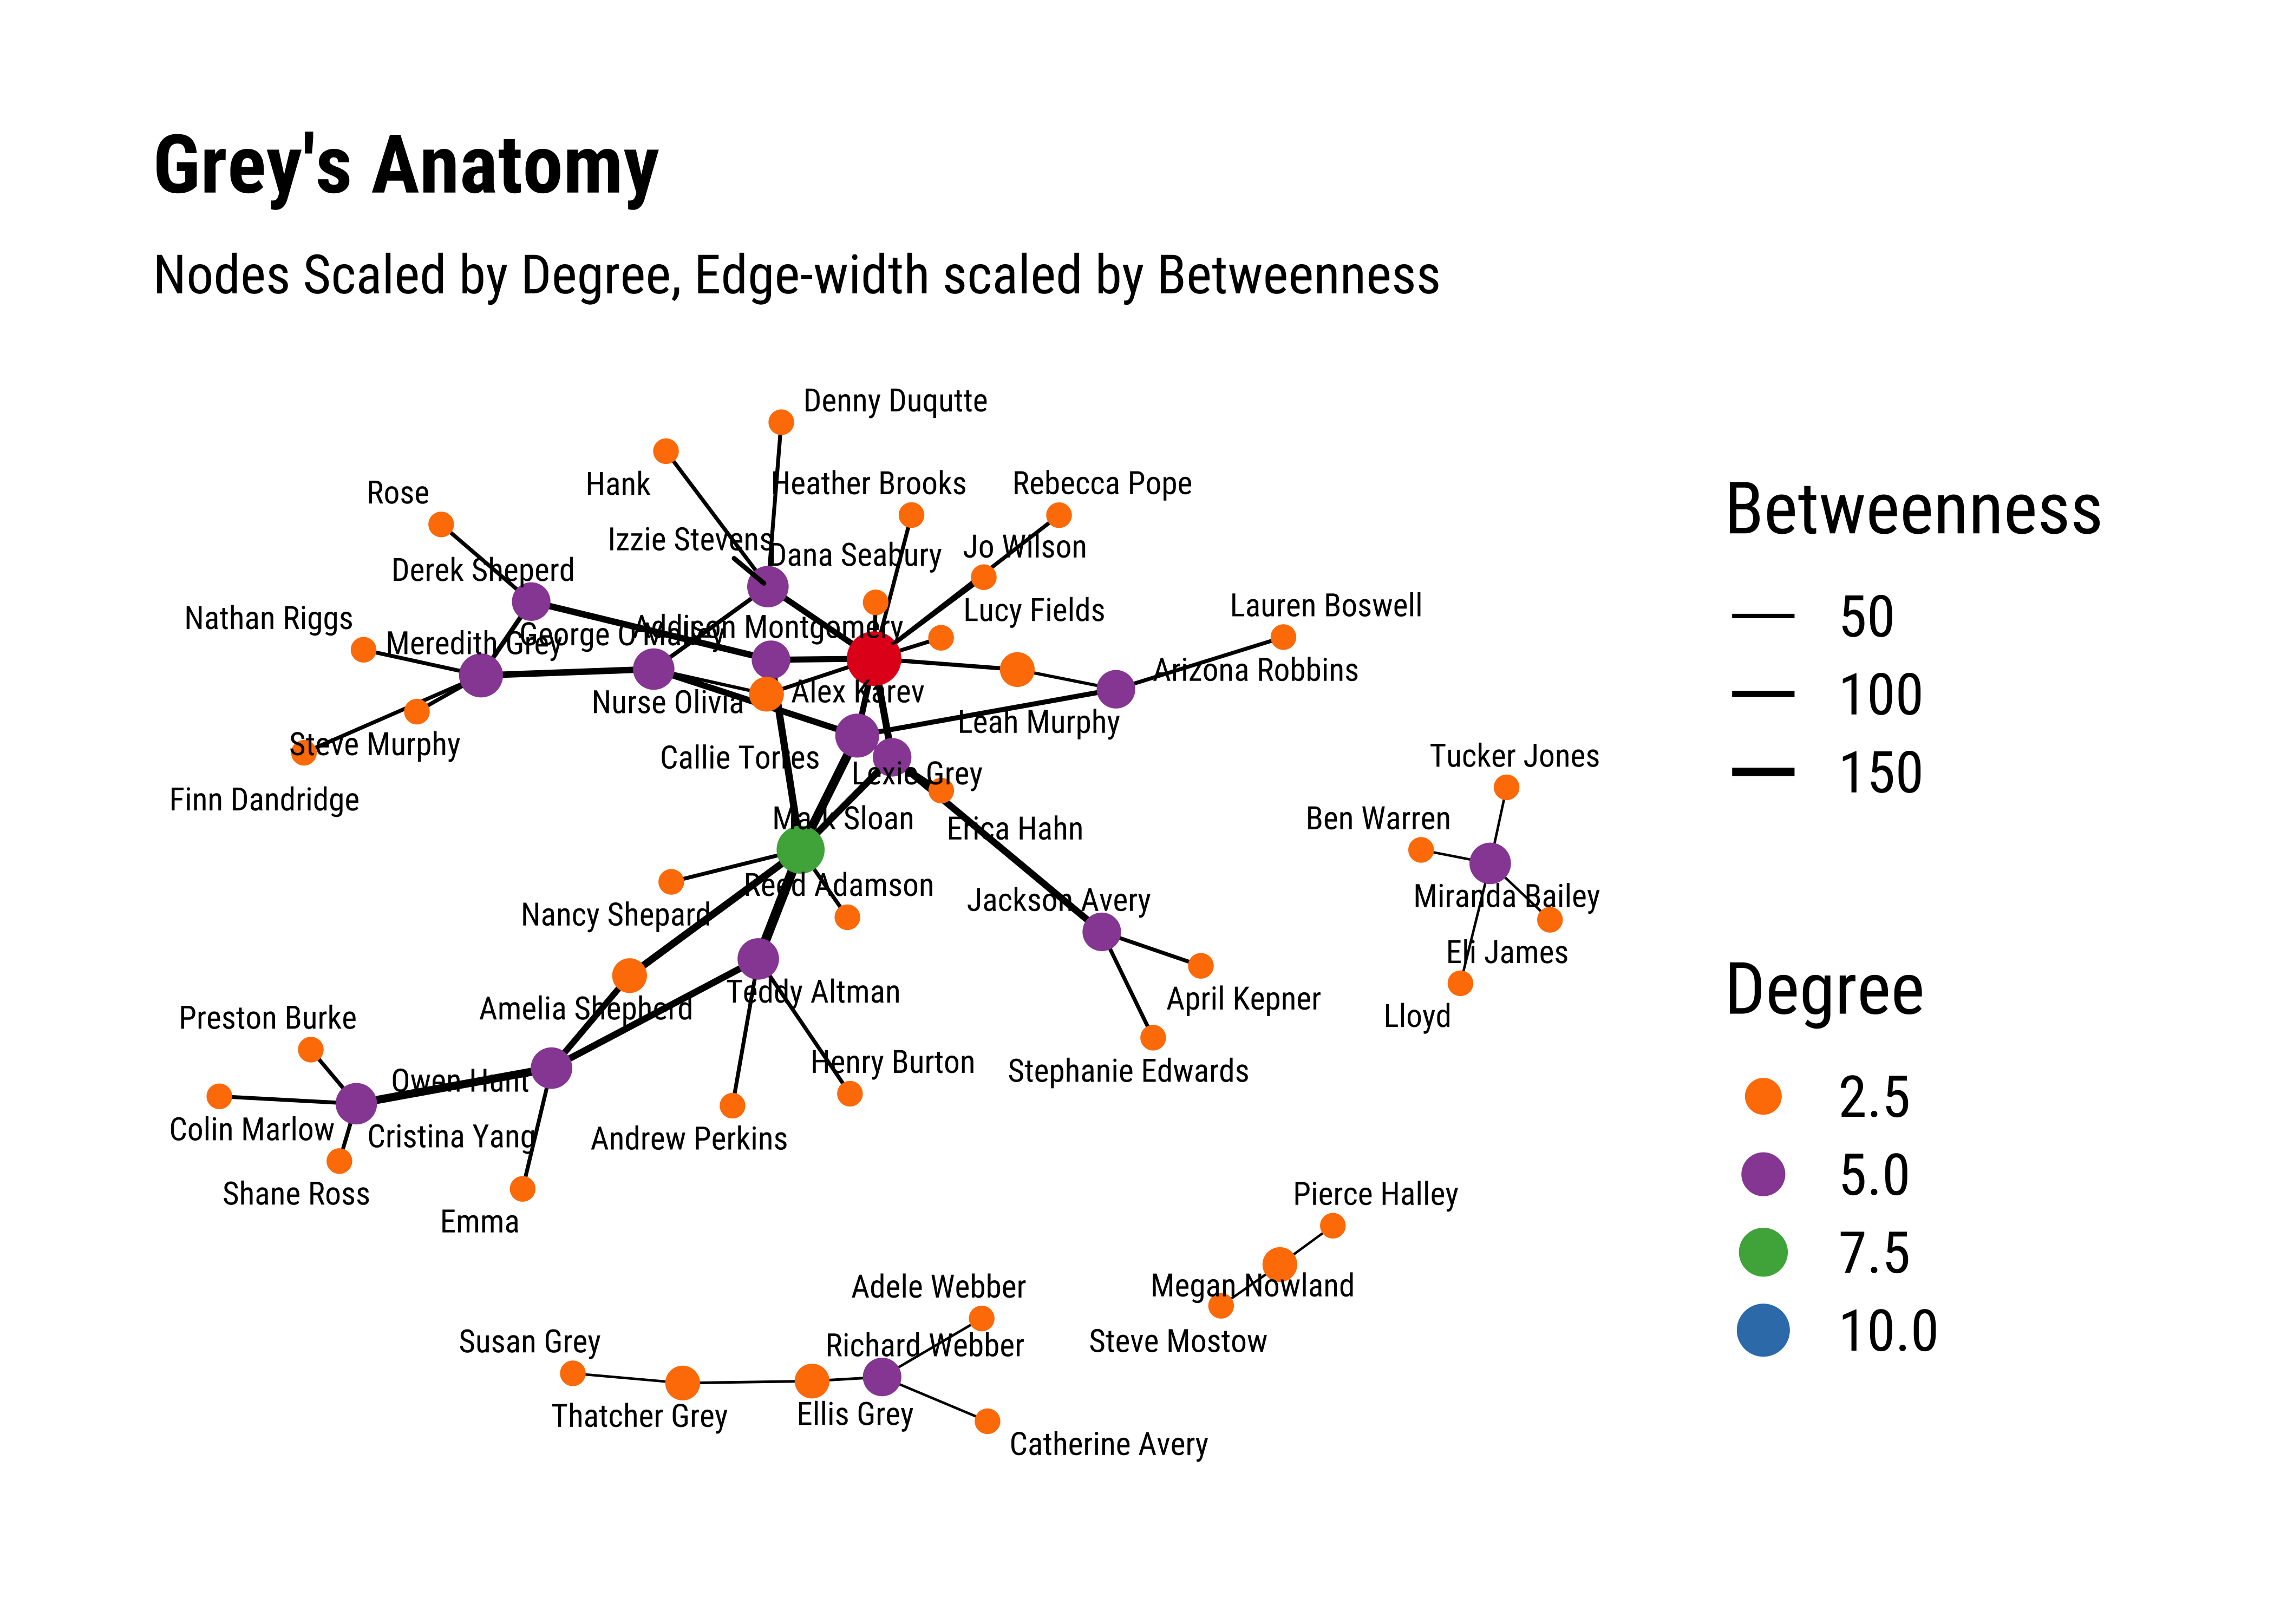 Grey's Anatomy
Nodes Scaled by Degree, Edge-width scaled by Betweenness
Denny Duqutte
Hank
Heather Brooks
Rebecca Pope
Rose
Izzie Stevens
Dana Seabury
Jo Wilson
Derek Sheperd
Nathan Riggs
Lucy Fields
Lauren Boswell
Meredith Grey
George O'Malley
Addison Montgomery
Arizona Robbins
Nurse Olivia
Alex Karev
Leah Murphy
Steve Murphy
Callie Torres
Lexie Grey
Finn Dandridge
Mark Sloan
Erica Hahn
Tucker Jones
Ben Warren
Reed Adamson
Nancy Shepard
Jackson Avery
Miranda Bailey
Eli James
Teddy Altman
Amelia Shepherd
April Kepner
Lloyd
Preston Burke
Henry Burton
Stephanie Edwards
Owen Hunt
Colin Marlow
Cristina Yang
Andrew Perkins
Shane Ross
Emma
Pierce Halley
Megan Nowland
Steve Mostow
Adele Webber
Susan Grey
Richard Webber
Thatcher Grey
Ellis Grey
Catherine Avery
Betweenness
50
100
150
Degree
2.5
5.0
7.5
10.0